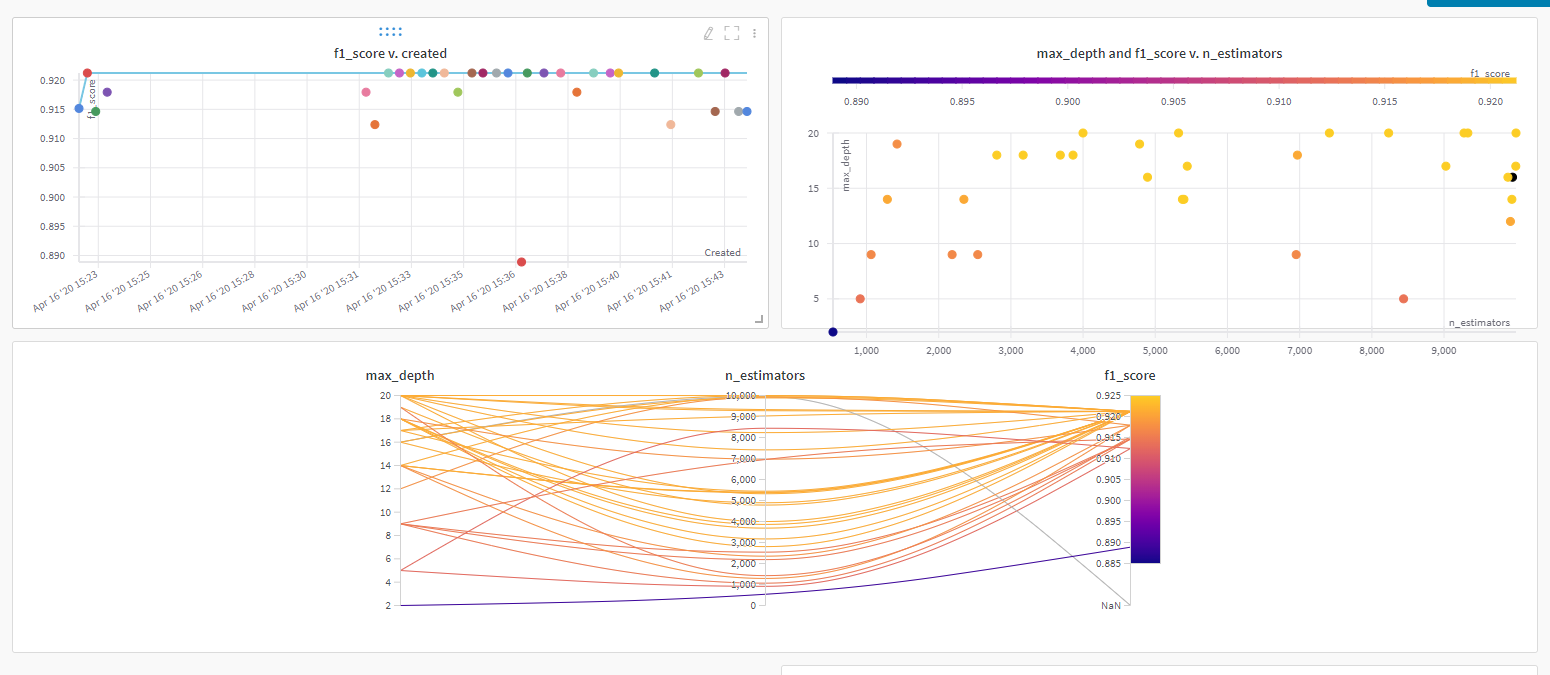 f1_score v. created
0.920
0.915
0.910
0.905
0.900
0.895
0.890
f1_score
Created
Apr 16 '20 15:23
Apr 16 '20 15:25
Apr 16 '20 15:26
Apr 16 '20 15:28
Apr 16 '20 15:30
Apr 16 '20 15:31
Apr 16 '20 15:33
Apr 16 '20 15:35
Apr 16 '20 15:36
Apr 16 '20 15:38
Apr 16 '20 15:40
Apr 16 '20 15:41
Apr 16 '20 15:43
max_depth and f1_score v. n_estimators
f1_score
0.890 0.895 0.900 0.905 0.910 0.915 0.920
20
15
10
5
max_depth
n_estimators
1,000 2,000 3,000 4,000 5,000 6,000 7,000 8,000 9,000
max_depth
20
18
16
14
12
10
8
6
4
2
n_estimators
10,000
9,000
8,000
7,000
6,000
5,000
4,000
3,000
2,000
1,000
0
f1_score
0.925
0.920
0.915
0.910
0.905
0.900
0.895
0.890
0.885
NaN